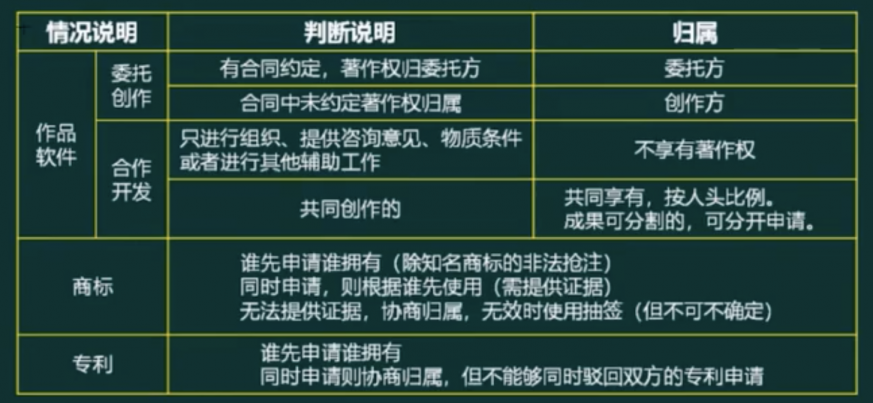 情况说明 判断说明 归属
作品
软件
委托
创作
有合同约定，著作权归委托方 委托方
合同中未约定著作权归属 创作方
合作
开发
只进行组织、提供咨询意见、物质条件
或者进行其他辅助工作
不享有著作权
共同创作的
共同享有，按人头比例。
成果可分割的，可分开申请。
商标
谁先申请谁拥有（除知名商标的非法抢注）
同时申请，则根据谁先使用（需提供证据）
无法提供证据，协商归属，无效时使用抽签（但不可不确定）
专利
谁先申请谁拥有
同时申请则协商归属，但不能够同时驳回双方的专利申请